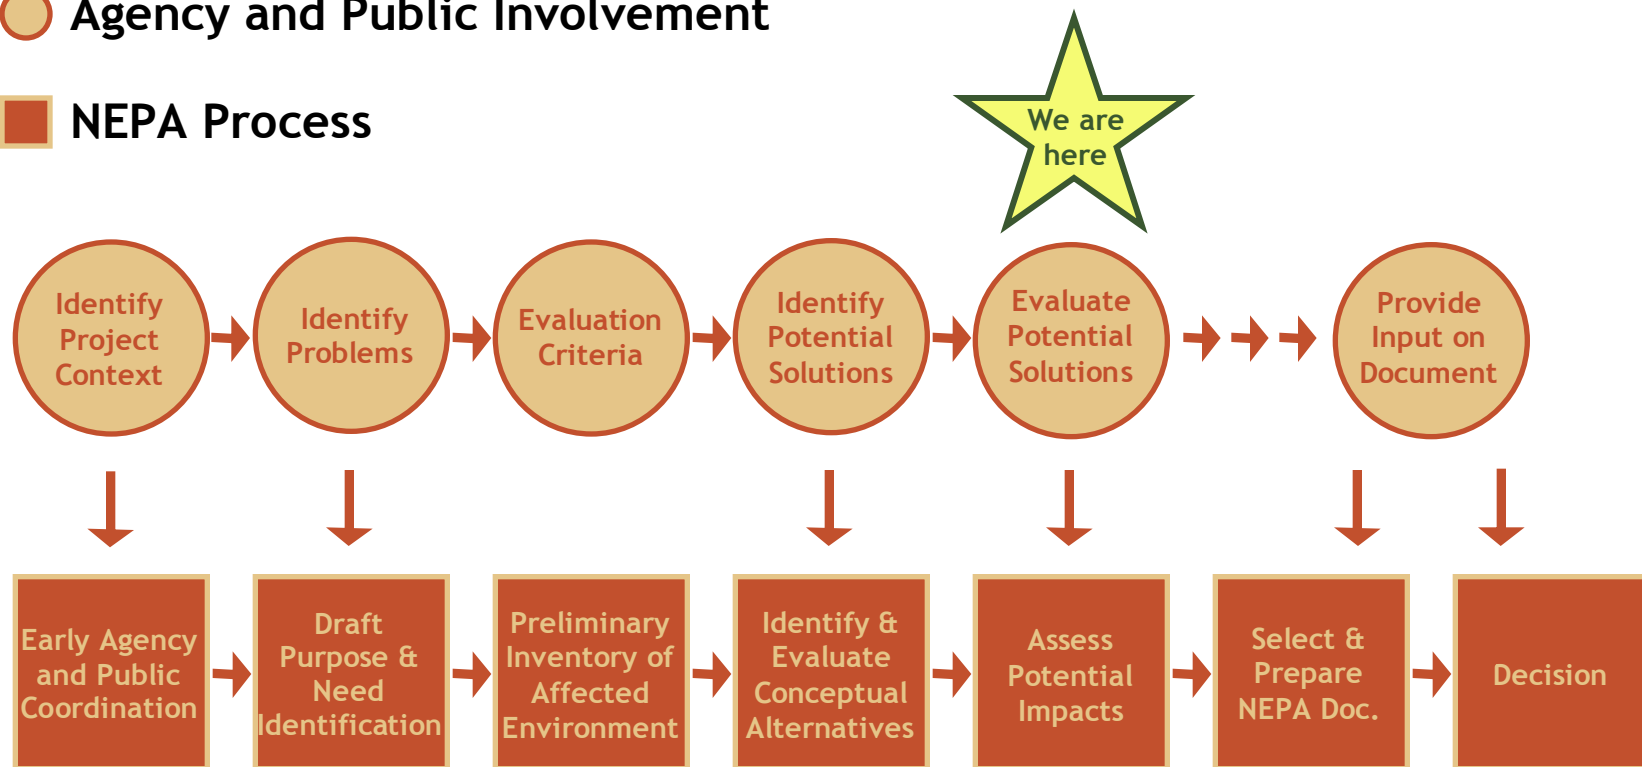 Agency and Public Involvement
NEPA Process
We are
here
Identify
Project
Context
Identify
Problems
Evaluation
Criteria
Identify
Potential
Solutions
Evaluate
Potential
Solutions
Provide
Input on
Document
Early Agency
and Public
Coordination
Draft
Purpose &
Need
Identification
Preliminary
Inventory of
Affected
Environment
Identify &
Evaluate
Conceptual
Alternatives
Assess
Potential
Impacts
Select &
Prepare
NEPA Doc.
Decision